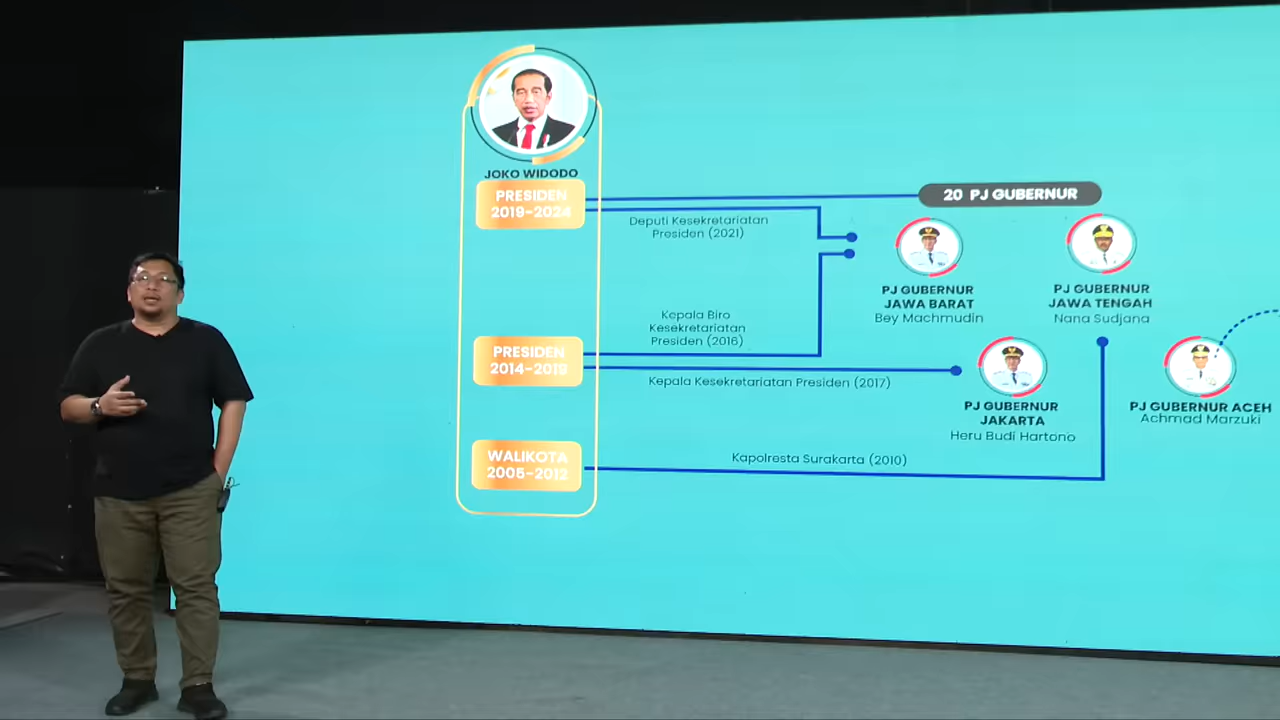 JOKO WIDODO
PRESIDEN
2019-2024
20 PJ GUBERNUR
Deputi Kesekretariatan
Presiden (2021)
PJ GUBERNUR
JAWA BARAT
Bey Machmudin
PJ GUBERNUR
JAWA TENGAH
Nana Sudjana
Kepala Biro
Kesekretariatan
Presiden (2016)
PRESIDEN
2014-2019
Kepala Kesekretariatan Presiden (2017)
PJ GUBERNUR
JAKARTA
Heru Budi Hartono
PJ GUBERNUR ACEH
Achmad Marzuki
WALIKOTA
2005-2012
Kapolresta Surakarta (2010)